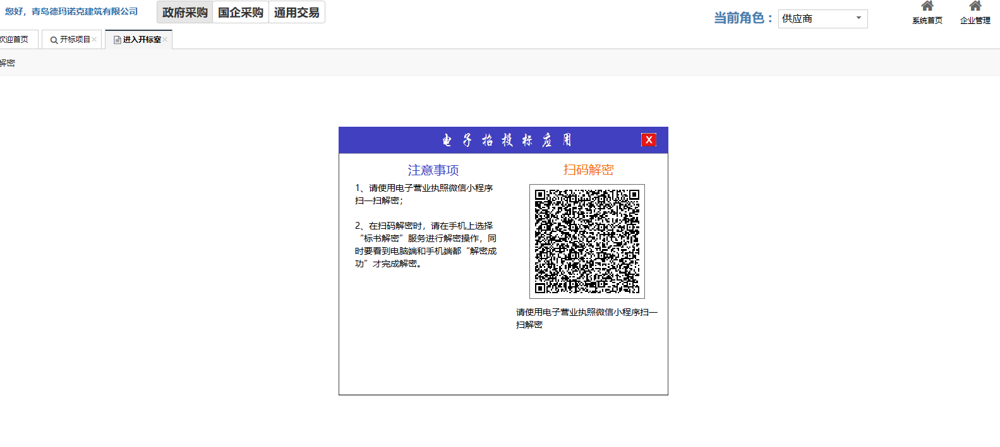 您好，青岛德玛诺克建筑有限公司
政府采购 国企采购 通用交易
当前角色： 供应商
系统首页 企业管理
欢迎首页 开标项目 进入开标室
解密
电子招投标应用 X
注意事项
1、请使用电子营业执照微信小程序
扫一扫解密；
2、在扫码解密时，请在手机上选择
“标书解密”服务进行解密操作，同
时要看到电脑端和手机端都“解密成
功”才完成解密。
扫码解密
请使用电子营业执照微信小程序扫一
扫解密